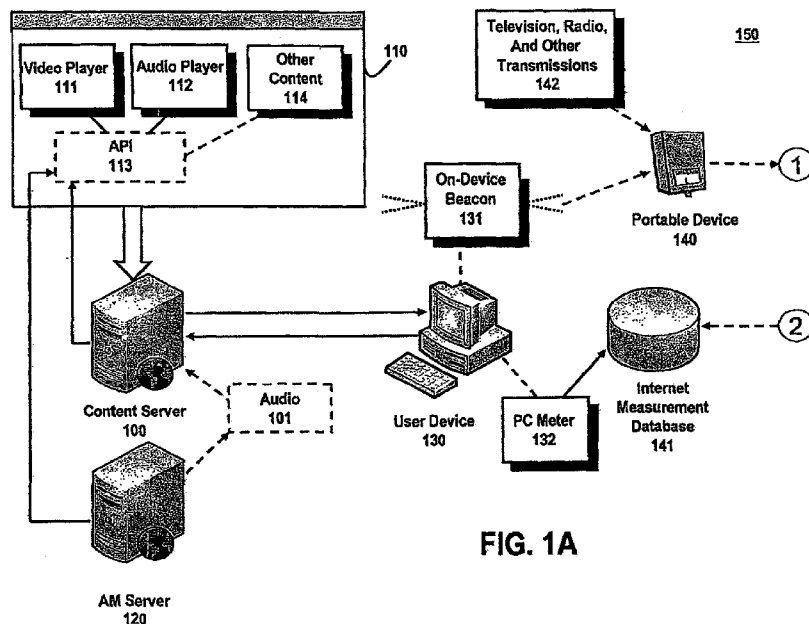 110
150
Video Player
111
Audio Player
112
Other
Content
114
API
113
Television, Radio,
And Other
Transmissions
142
On-Device
Beacon
131
Portable Device
140
1
Content Server
100
Audio
101
User Device
130
PC Meter
132
Internet
Measurement
Database
141
2
AM Server
120
FIG. 1A